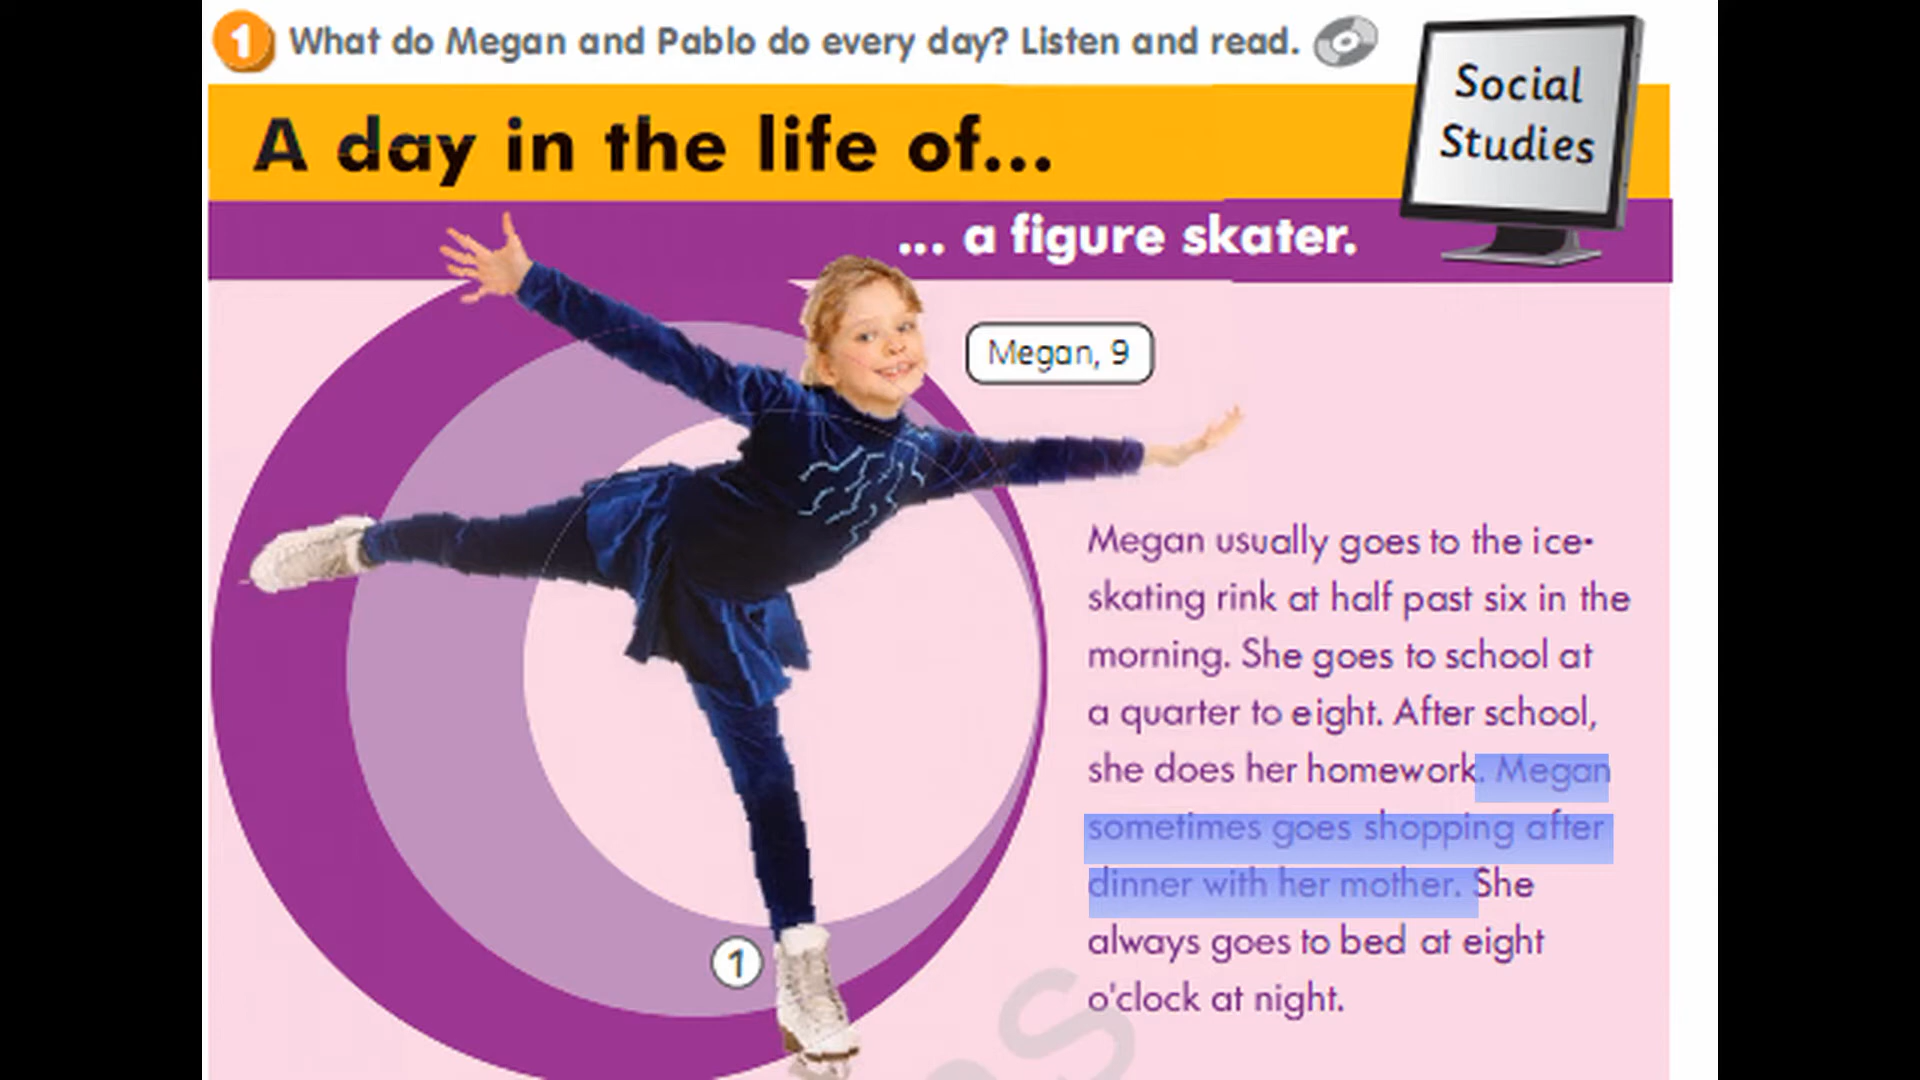 1 What do Megan and Pablo do every day? Listen and read.
Social
Studies
A day in the life of...
... a figure skater.
Megan, 9
Megan usually goes to the ice-
skating rink at half past six in the
morning. She goes to school at
a quarter to eight. After school,
she does her homework. Megan
sometimes goes shopping after
dinner with her mother. She
always goes to bed at eight
o'clock at night.
1